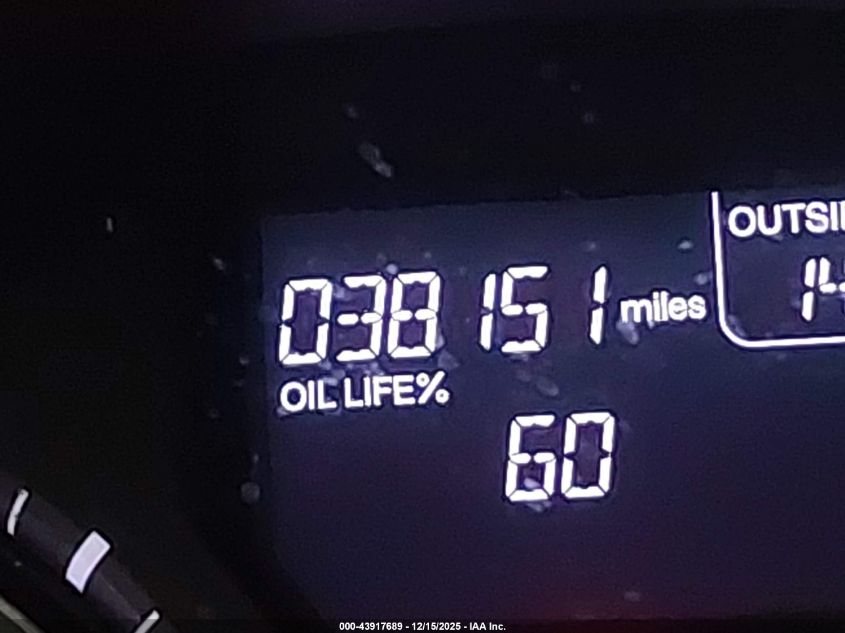 OUTSI
038151 miles
14
OIL LIFE%
60
000-43917689 - 12/15/2025 - IAA Inc.